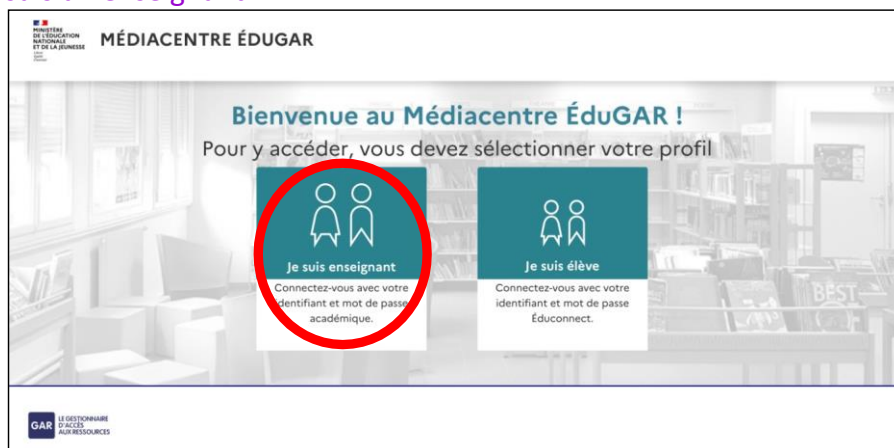 MINISTÈRE
DE L'ÉDUCATION
NATIONALE
ET DE LA JEUNESSE
MÉDIACENTRE ÉDUGAR
Bienvenue au Médiacentre ÉduGAR !
Pour y accéder, vous devez sélectionner votre profil
Je suis enseignant
Connectez-vous avec votre
identifiant et mot de passe
académique.
Je suis élève
Connectez-vous avec votre
identifiant et mot de passe
Éduconnect.
BEST
GAR
LE GESTIONNAIRE
D'ACCÈS
AUX RESSOURCES